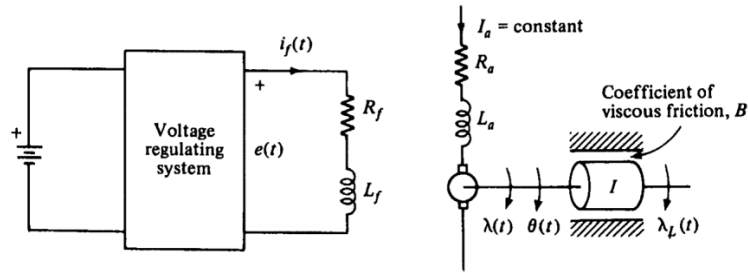 i_f(t)
+
+
Voltage
regulating
system
e(t)
R_f
L_f
I_a = constant
R_a
L_a
Coefficient of
viscous friction, B
I
λ(t) θ(t) λ_L(t)